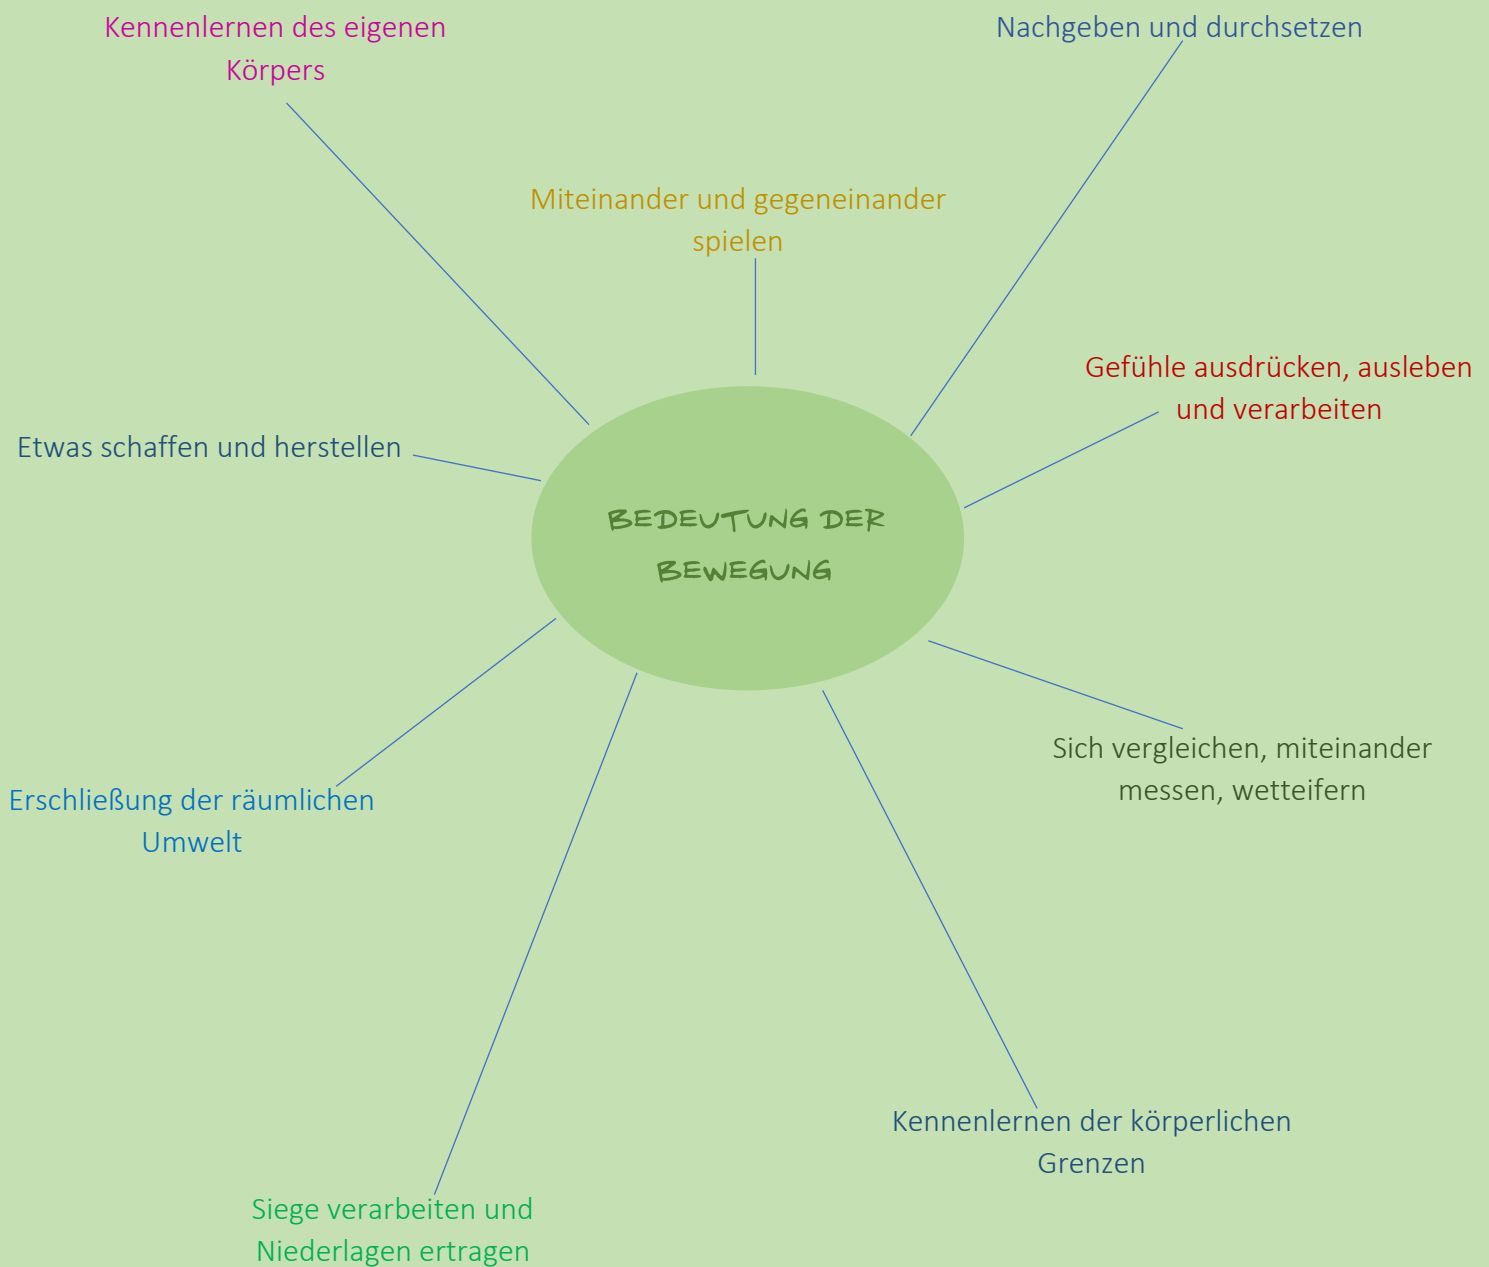 Kennenlernen des eigenen
Körpers
Nachgeben und durchsetzen
Miteinander und gegeneinander
spielen
Gefühle ausdrücken, ausleben
und verarbeiten
Etwas schaffen und herstellen
BEDEUTUNG DER
BEWEGUNG
Sich vergleichen, miteinander
messen, wetteifern
Erschließung der räumlichen
Umwelt
Kennenlernen der körperlichen
Grenzen
Siege verarbeiten und
Niederlagen ertragen